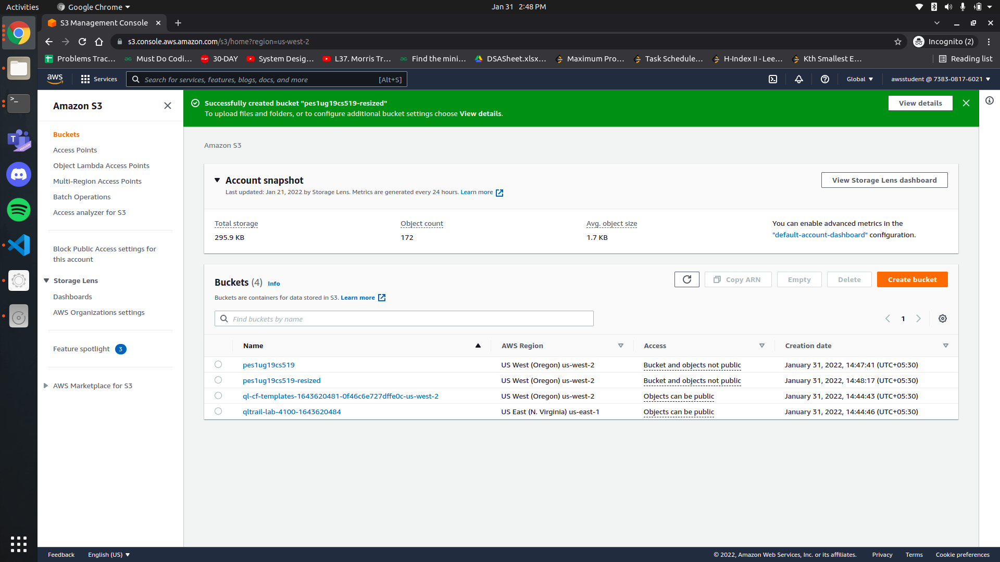 Activities
Google Chrome
Jan 31 2:48 PM
S3 Management Console
s3.console.aws.amazon.com/s3/home?region=us-west-2
Incognito (2)
Problems Trac...
Must Do Codi...
30-DAY
System Desig...
L37. Morris Tr...
Find the mini...
DSASheet.xlsx...
Maximum Pro...
Task Schedule...
H-Index II - Lee...
Kth Smallest E...
Reading list
aws
Services
Search for services, features, blogs, docs, and more
[Alt+S]
Global
awsstudent @ 7383-0817-6021
Amazon S3
Buckets
Access Points
Object Lambda Access Points
Multi-Region Access Points
Batch Operations
Access analyzer for S3
Block Public Access settings for
this account
Storage Lens
Dashboards
AWS Organizations settings
Feature spotlight 3
AWS Marketplace for S3
Successfully created bucket "pes1ug19cs519-resized"
To upload files and folders, or to configure additional bucket settings choose View details.
View details
Amazon S3
Account snapshot
Last updated: Jan 21, 2022 by Storage Lens. Metrics are generated every 24 hours. Learn more
View Storage Lens dashboard
Total storage
295.9 KB
Object count
172
Avg. object size
1.7 KB
You can enable advanced metrics in the
"default-account-dashboard" configuration.
Buckets (4) Info
Copy ARN
Empty
Delete
Create bucket
Buckets are containers for data stored in S3. Learn more
Find buckets by name
1
Name AWS Region Access Creation date
pes1ug19cs519 US West (Oregon) us-west-2 Bucket and objects not public January 31, 2022, 14:47:41 (UTC+05:30)
pes1ug19cs519-resized US West (Oregon) us-west-2 Bucket and objects not public January 31, 2022, 14:48:17 (UTC+05:30)
ql-cf-templates-1643620481-0f46c6e727dffe0c-us-west-2 US West (Oregon) us-west-2 Objects can be public January 31, 2022, 14:44:43 (UTC+05:30)
qltrail-lab-4100-1643620484 US East (N. Virginia) us-east-1 Objects can be public January 31, 2022, 14:44:46 (UTC+05:30)
Feedback
English (US)
© 2022, Amazon Web Services, Inc. or its affiliates.
Privacy
Terms
Cookie preferences